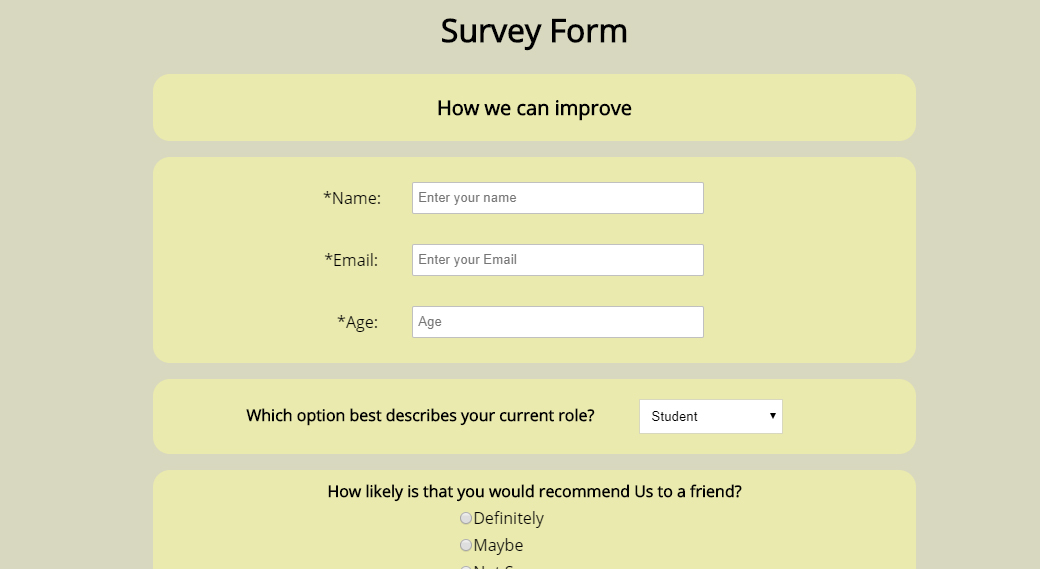 Survey Form
How we can improve
*Name: Enter your name
*Email: Enter your Email
*Age: Age
Which option best describes your current role? Student
How likely is that you would recommend Us to a friend?
Definitely
Maybe